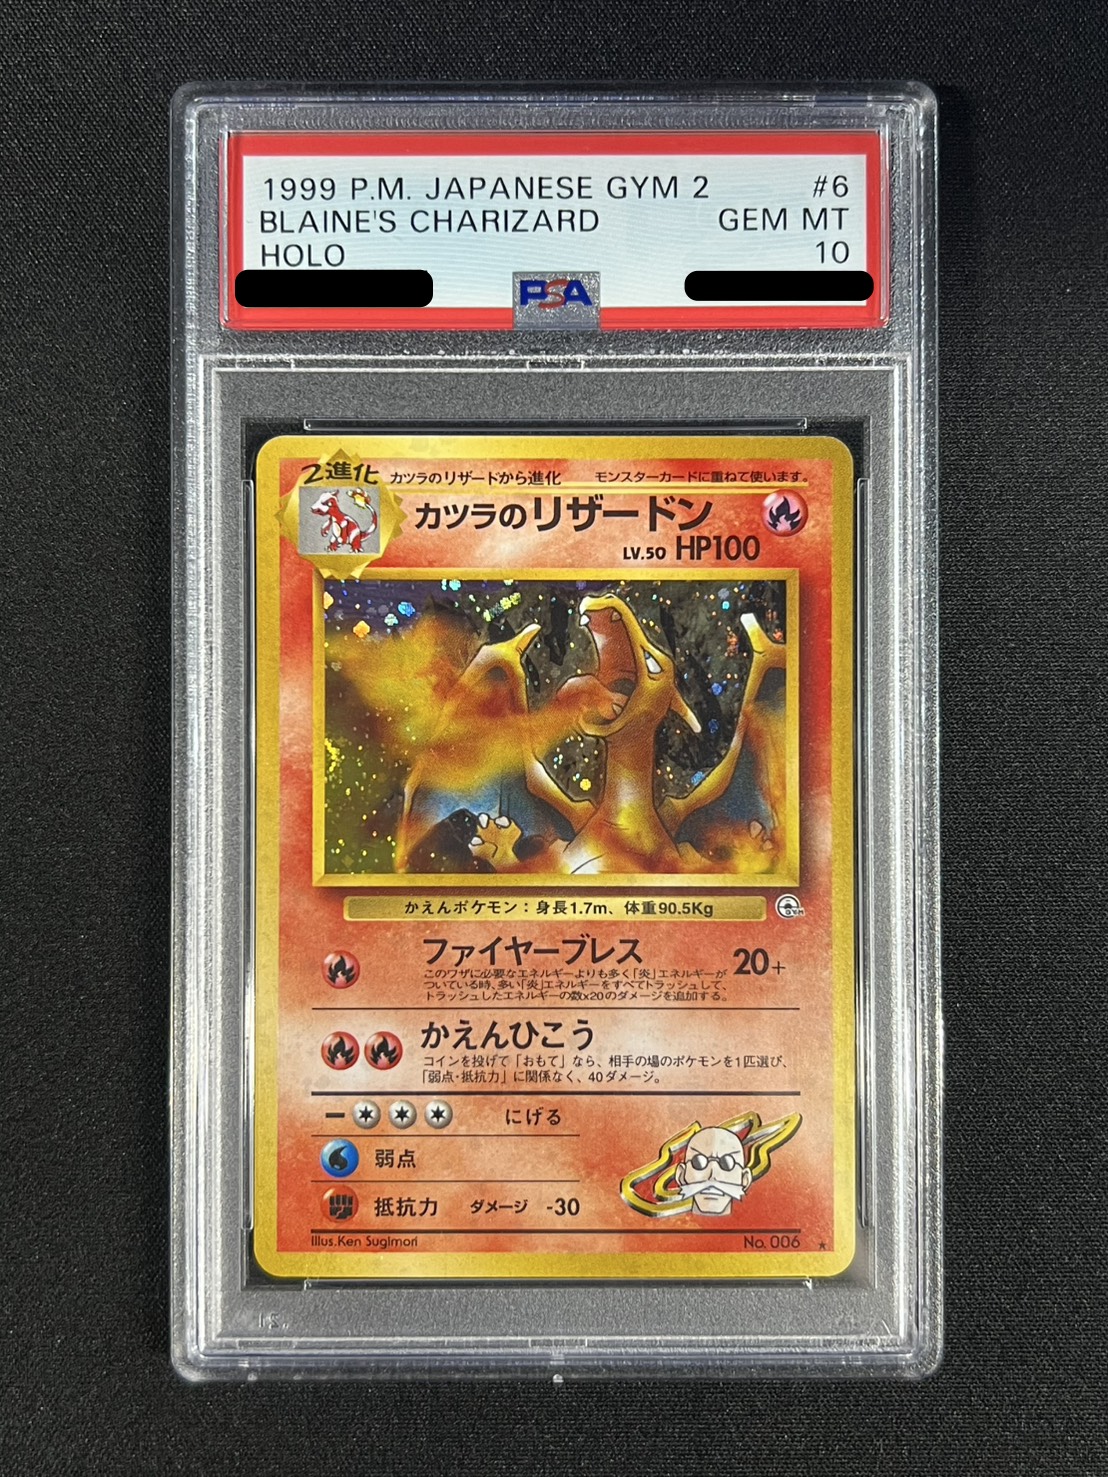 1999 P.M. JAPANESE GYM 2 #6
BLAINE'S CHARIZARD GEM MT
HOLO 10
PSA
2進化 カツラのリザードから進化 モンスターカードに重ねて使います。
カツラのリザードン
LV.50 HP100
かえんポケモン：身長1.7m、体重90.5Kg
GYM
ファイヤーブレス 20+
このワザに必要なエネルギーよりも多く「炎」エネルギーが
ついている時、多い「炎」エネルギーをすべてトラッシュして、
トラッシュしたエネルギーの数x20のダメージを追加する。
かえんひこう
コインを投げて「おもて」なら、相手の場のポケモンを1匹選び、
「弱点・抵抗力」に関係なく、40ダメージ。
ー にげる
弱点
抵抗力 ダメージ -30
Illus.Ken Sugimori No. 006 ★